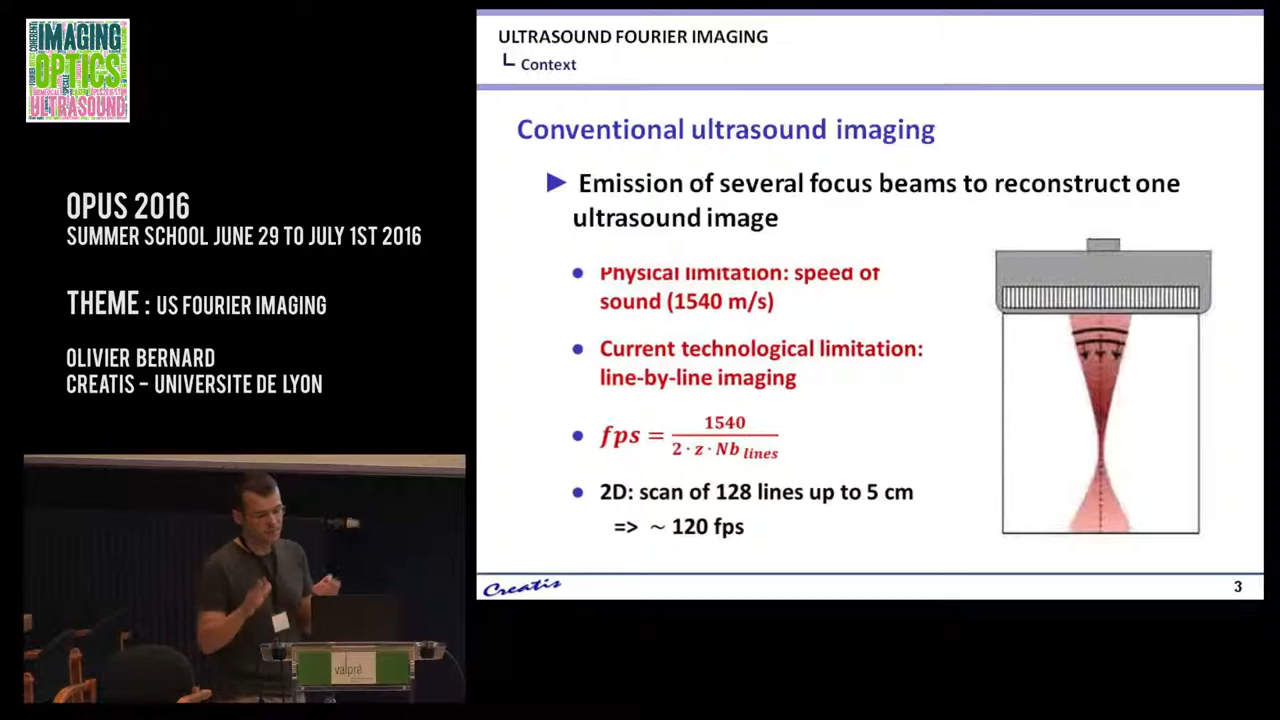 IMAGING
OPTICS
ULTRASOUND
OPUS 2016
SUMMER SCHOOL JUNE 29 TO JULY 1ST 2016
THEME : US FOURIER IMAGING
OLIVIER BERNARD
CREATIS - UNIVERSITE DE LYON
valpré
ULTRASOUND FOURIER IMAGING
Context
Conventional ultrasound imaging
► Emission of several focus beams to reconstruct one
ultrasound image
• Physical limitation: speed of
sound (1540 m/s)
• Current technological limitation:
line-by-line imaging
• fps = 1540 / 2 · z · Nb lines
• 2D: scan of 128 lines up to 5 cm
=> ~ 120 fps
Creatis
3